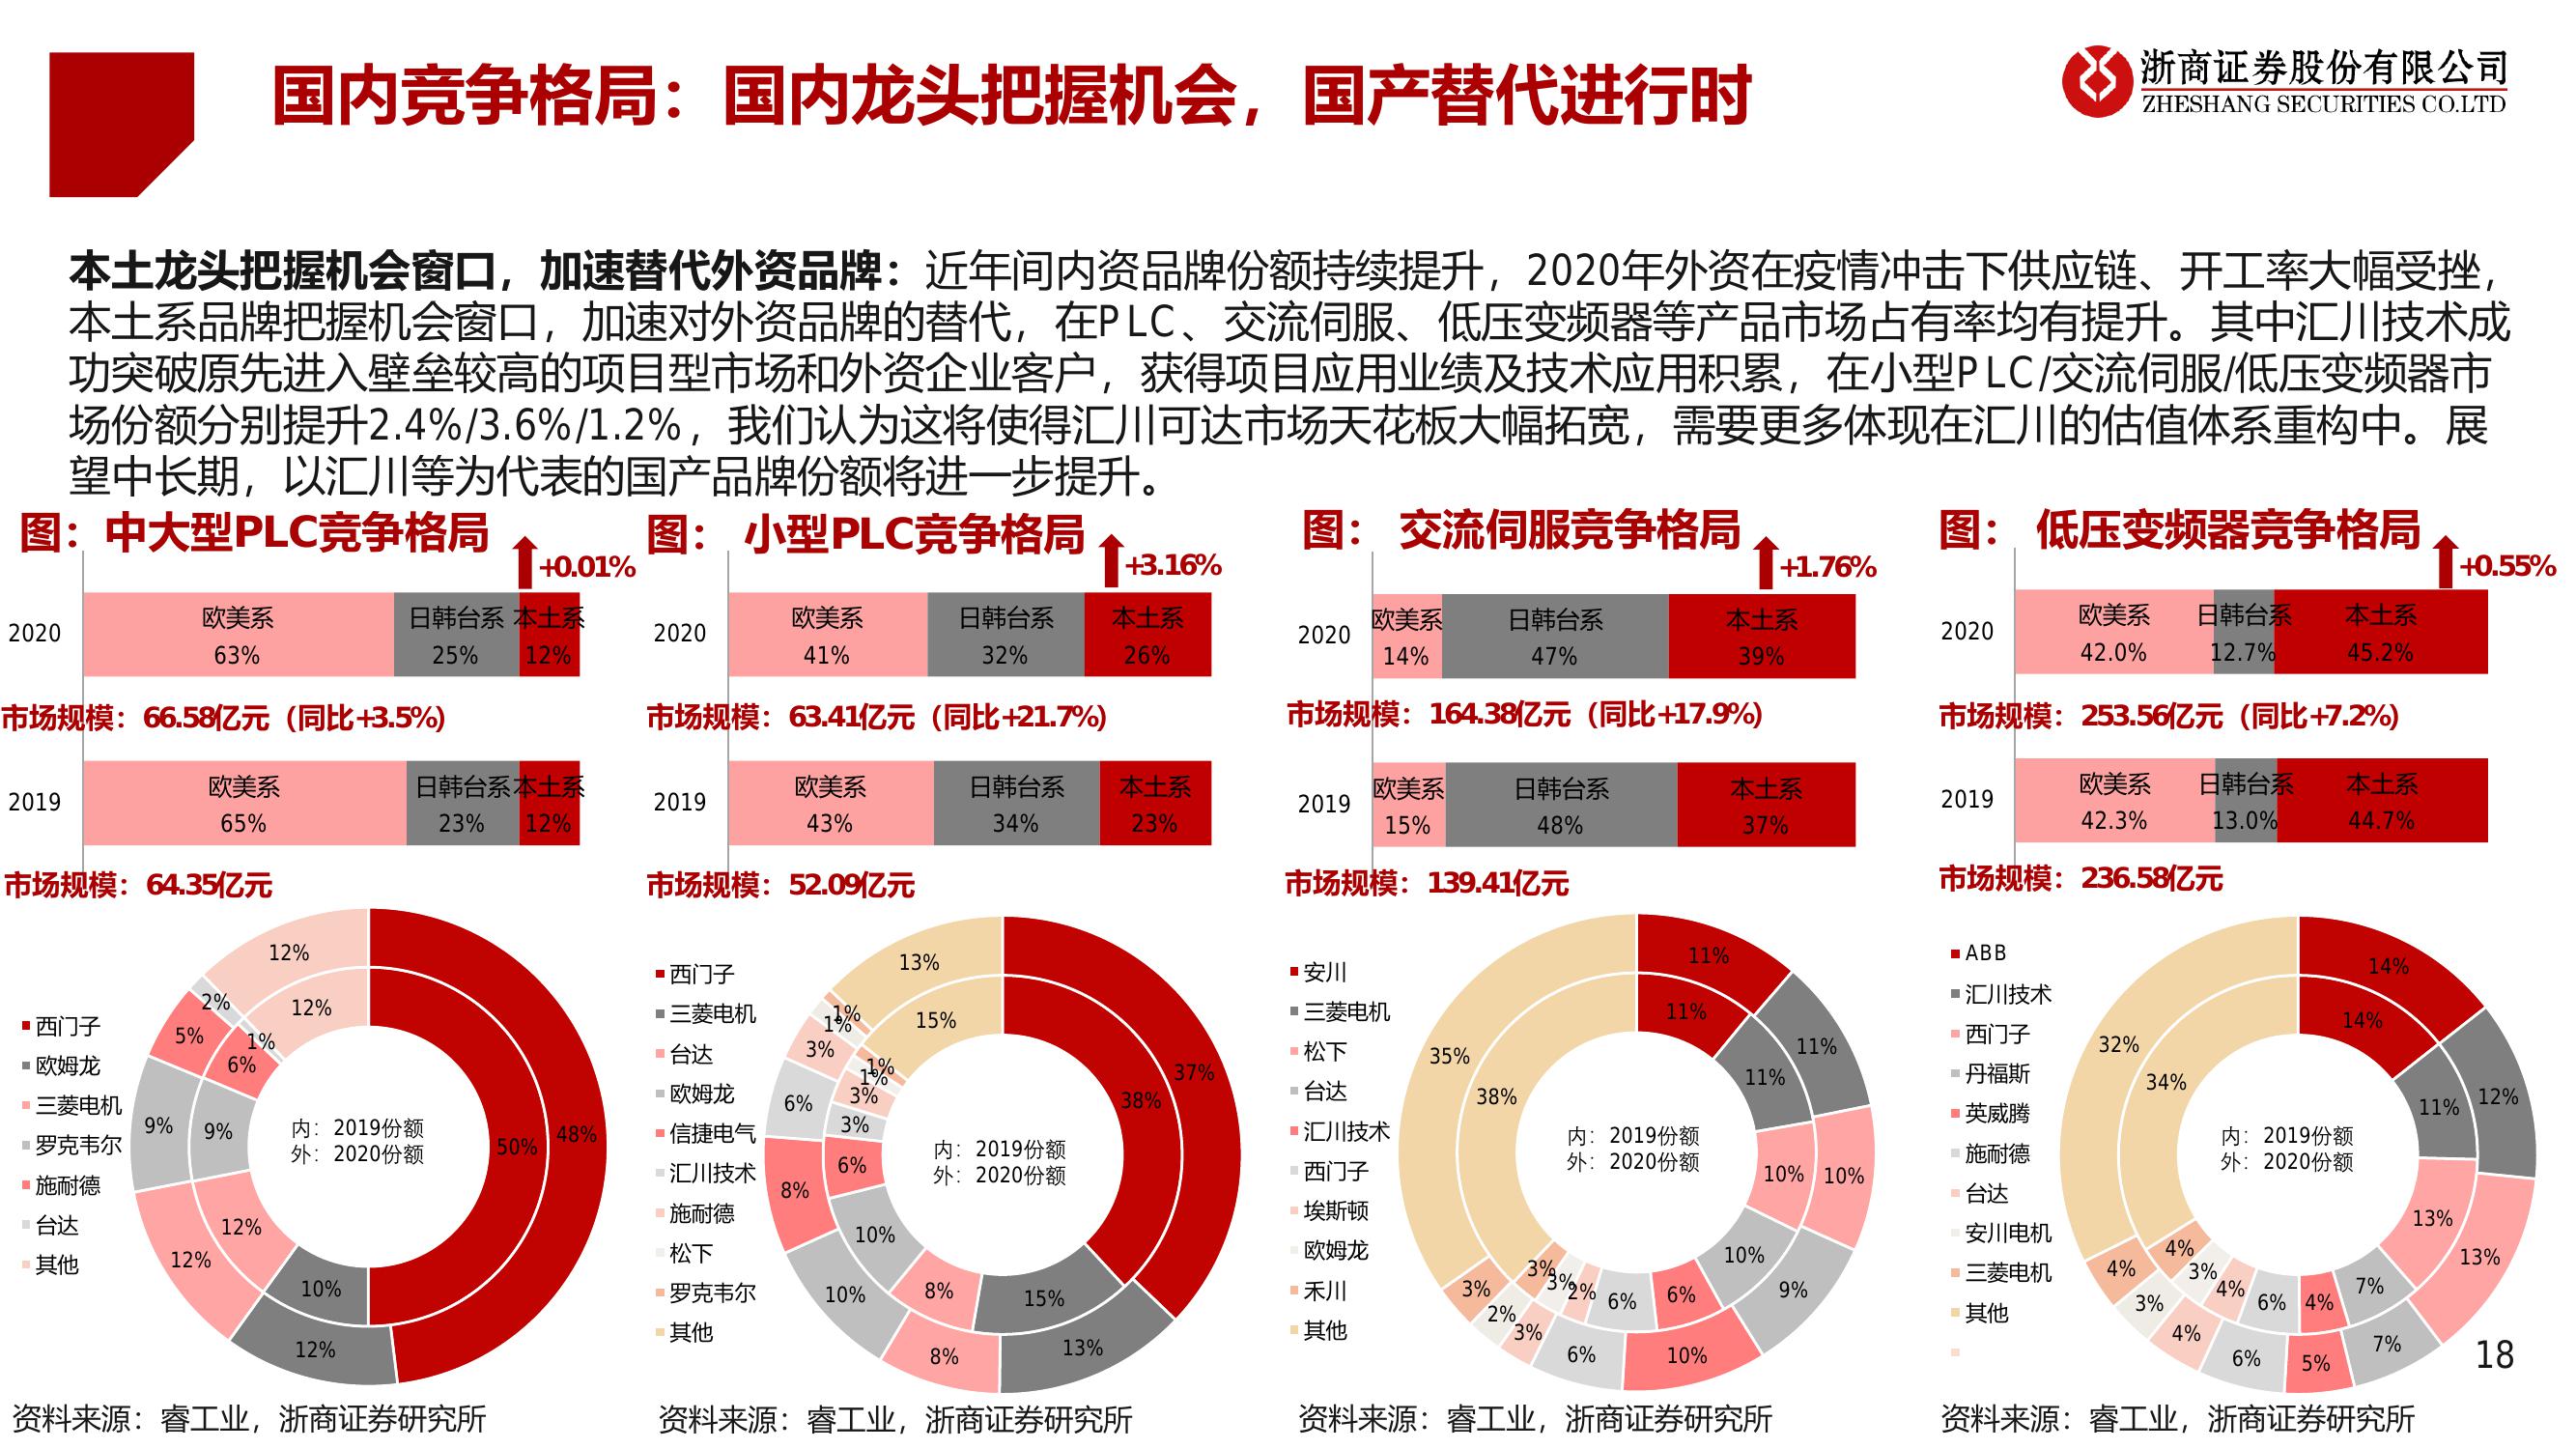 国内竞争格局：国内龙头把握机会，国产替代进行时
浙商证券股份有限公司
ZHESHANG SECURITIES CO.LTD
本土龙头把握机会窗口，加速替代外资品牌：近年间内资品牌份额持续提升，2020年外资在疫情冲击下供应链、开工率大幅受挫，
本土系品牌把握机会窗口，加速对外资品牌的替代，在PLC、交流伺服、低压变频器等产品市场占有率均有提升。其中汇川技术成
功突破原先进入壁垒较高的项目型市场和外资企业客户，获得项目应用业绩及技术应用积累，在小型PLC/交流伺服/低压变频器市
场份额分别提升2.4%/3.6%/1.2%，我们认为这将使得汇川可达市场天花板大幅拓宽，需要更多体现在汇川的估值体系重构中。展
望中长期，以汇川等为代表的国产品牌份额将进一步提升。
图：中大型PLC竞争格局
+0.01%
2020
欧美系
63%
日韩台系
25%
本土系
12%
市场规模：66.58亿元（同比+3.5%）
2019
欧美系
65%
日韩台系
23%
本土系
12%
市场规模：64.35亿元
西门子
欧姆龙
三菱电机
罗克韦尔
施耐德
台达
其他
48%
12%
12%
9%
5%
2%
12%
50%
10%
12%
9%
6%
1%
12%
内：2019份额
外：2020份额
资料来源：睿工业，浙商证券研究所
图： 小型PLC竞争格局
+3.16%
2020
欧美系
41%
日韩台系
32%
本土系
26%
市场规模：63.41亿元（同比+21.7%）
2019
欧美系
43%
日韩台系
34%
本土系
23%
市场规模：52.09亿元
西门子
三菱电机
台达
欧姆龙
信捷电气
汇川技术
施耐德
松下
罗克韦尔
其他
37%
13%
8%
10%
8%
6%
3%
1%
1%
13%
38%
15%
8%
10%
6%
3%
3%
1%
1%
15%
内：2019份额
外：2020份额
资料来源：睿工业，浙商证券研究所
图： 交流伺服竞争格局
+1.76%
2020
欧美系
14%
日韩台系
47%
本土系
39%
市场规模：164.38亿元（同比+17.9%）
2019
欧美系
15%
日韩台系
48%
本土系
37%
市场规模：139.41亿元
安川
三菱电机
松下
台达
汇川技术
西门子
埃斯顿
欧姆龙
禾川
其他
11%
11%
10%
9%
10%
6%
3%
2%
3%
35%
11%
11%
10%
10%
6%
6%
2%
3%
3%
38%
内：2019份额
外：2020份额
资料来源：睿工业，浙商证券研究所
图： 低压变频器竞争格局
+0.55%
2020
欧美系
42.0%
日韩台系
12.7%
本土系
45.2%
市场规模：253.56亿元（同比+7.2%）
2019
欧美系
42.3%
日韩台系
13.0%
本土系
44.7%
市场规模：236.58亿元
ABB
汇川技术
西门子
丹福斯
英威腾
施耐德
台达
安川电机
三菱电机
其他
14%
12%
13%
7%
5%
6%
4%
3%
4%
32%
14%
11%
13%
7%
4%
6%
4%
3%
4%
34%
内：2019份额
外：2020份额
资料来源：睿工业，浙商证券研究所
18